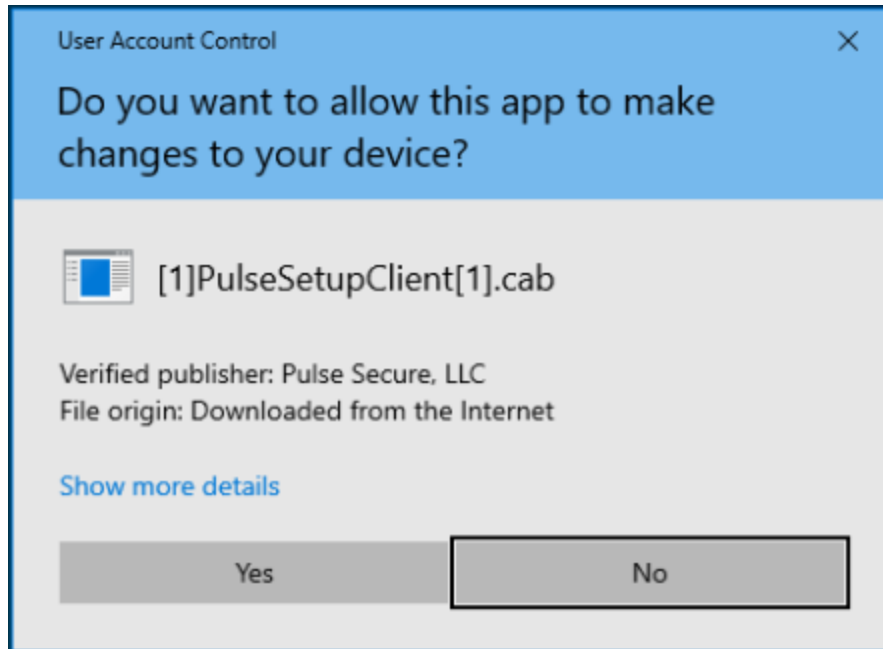 User Account Control
Do you want to allow this app to make
changes to your device?
[1]PulseSetupClient[1].cab
Verified publisher: Pulse Secure, LLC
File origin: Downloaded from the Internet
Show more details
Yes
No